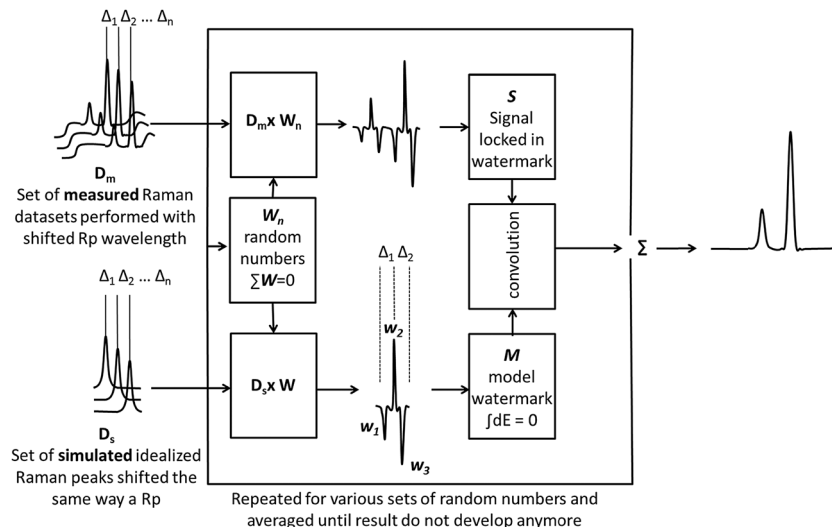 Δ₁ Δ₂ ... Δₙ
Dₘ
Set of measured Raman
datasets performed with
shifted Rp wavelength
Dₘx Wₙ
S
Signal
locked in
watermark
Wₙ
random
numbers
∑W=0
convolution
Σ
Δ₁ Δ₂ ... Δₙ
Dₛ
Set of simulated idealized
Raman peaks shifted the
same way a Rp
Dₛx W
Δ₁ Δ₂
w₂
w₁
w₃
M
model
watermark
∫dE = 0
Repeated for various sets of random numbers and
averaged until result do not develop anymore